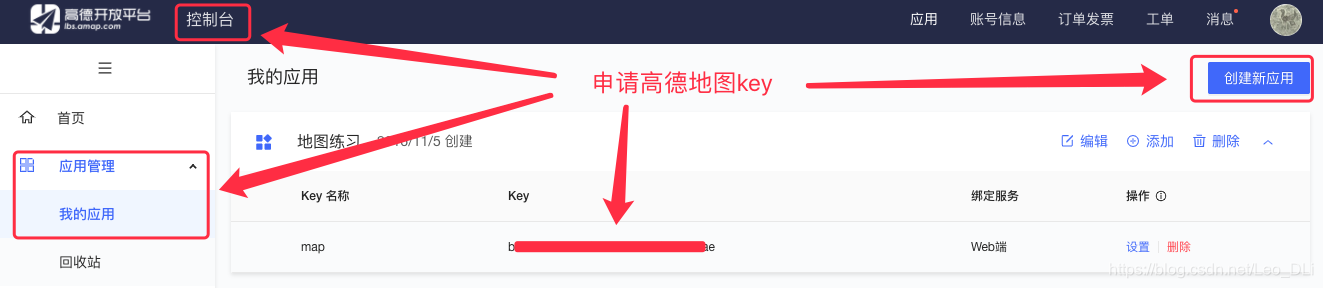 高德开放平台
lbs.amap.com
控制台
应用 账号信息 订单发票 工单 消息
我的应用
申请高德地图key
创建新应用
首页
地图练习 /11/5 创建
编辑 添加 删除
应用管理
Key 名称 Key 绑定服务 操作
我的应用
map b ae Web端 设置 删除
回收站
https://blog.csdn.net/Leo_DLi